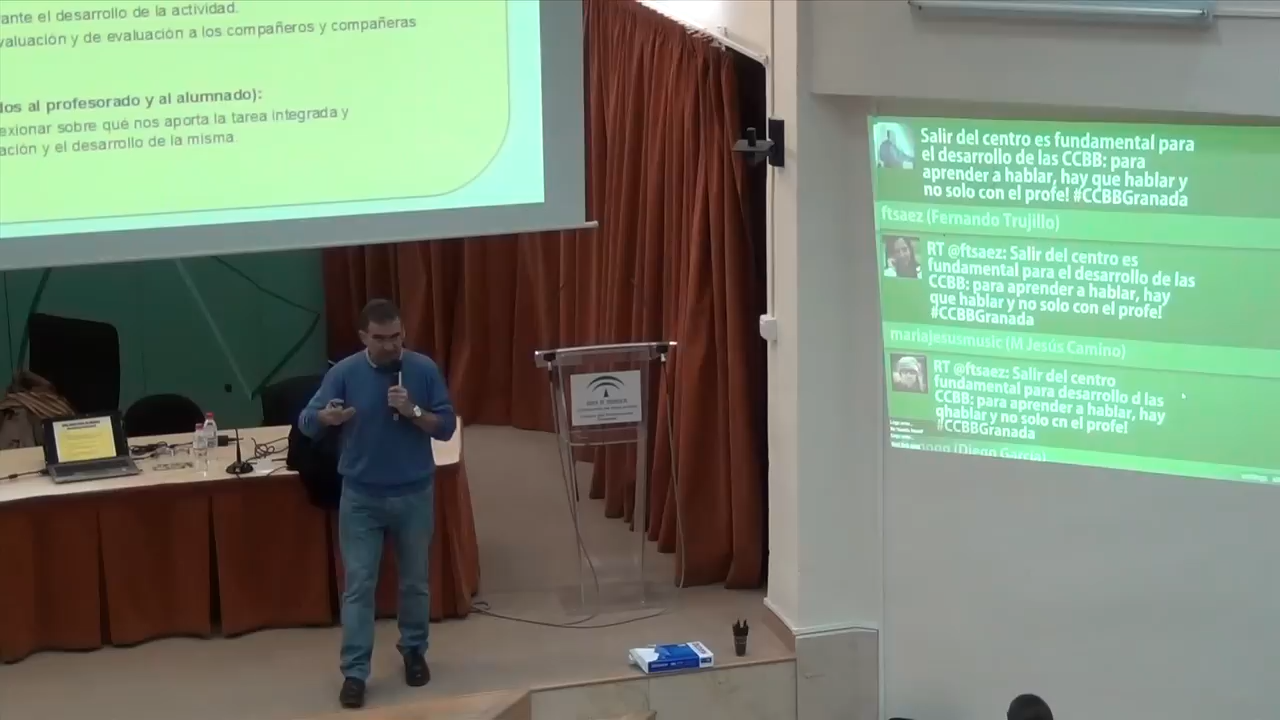 ante el desarrollo de la actividad.
valuación y de evaluación a los compañeros y compañeras
dos al profesorado y al alumnado):
exionar sobre qué nos aporta la tarea integrada y
ación y el desarrollo de la misma
Salir del centro es fundamental para
el desarrollo de las CCBB: para
aprender a hablar, hay que hablar y
no solo con el profe! #CCBBGranada
ftsaez (Fernando Trujillo)
RT @ftsaez: Salir del centro es
fundamental para el desarrollo de las
CCBB: para aprender a hablar, hay
que hablar y no solo con el profe!
#CCBBGranada
mariajesusmusic (M Jesús Camino)
RT @ftsaez: Salir del centro
fundamental para desarrollo d las
CCBB: para aprender a hablar, hay
qhablar y no solo con el profe!
#CCBBGranada
(Diego García)